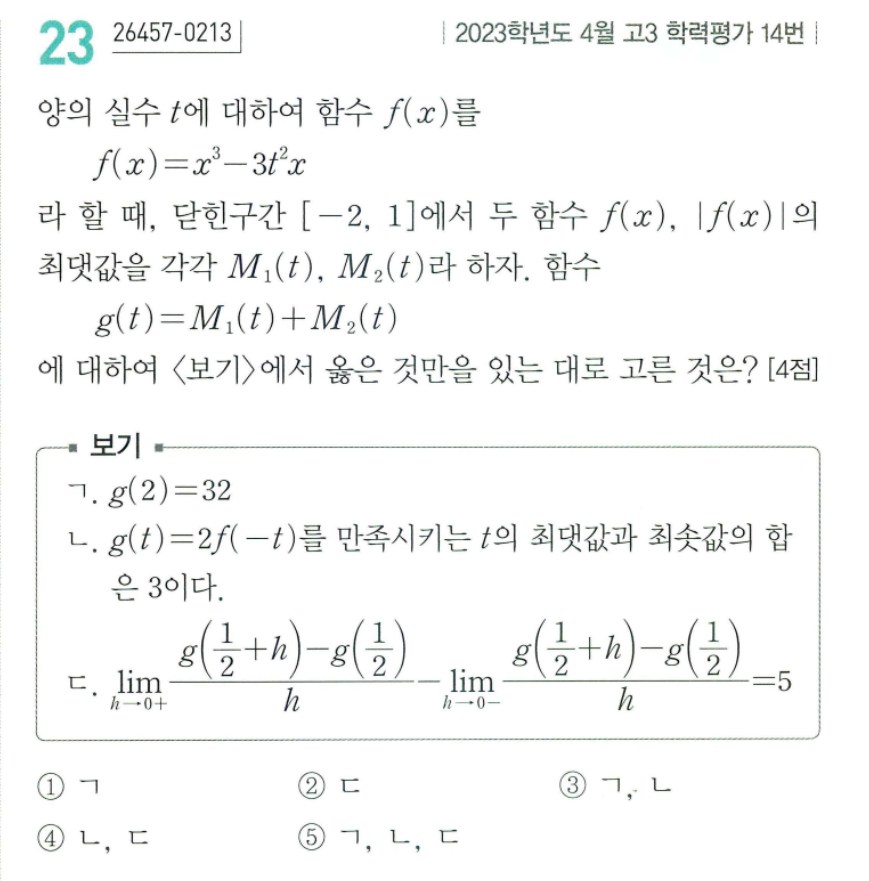 23 26457-0213 2023학년도 4월 고3 학력평가 14번
양의 실수 t에 대하여 함수 f(x)를
f(x)=x³-3t²x
라 할 때, 닫힌구간 [-2, 1]에서 두 함수 f(x), |f(x)|의
최댓값을 각각 M₁(t), M₂(t)라 하자. 함수
g(t)=M₁(t)+M₂(t)
에 대하여 <보기>에서 옳은 것만을 있는 대로 고른 것은? [4점]
보기
ㄱ. g(2)=32
ㄴ. g(t)=2f(-t)를 만족시키는 t의 최댓값과 최솟값의 합
은 3이다.
ㄷ. lim_{h→0+} \frac{g(\frac{1}{2}+h)-g(\frac{1}{2})}{h} - lim_{h→0-} \frac{g(\frac{1}{2}+h)-g(\frac{1}{2})}{h} =5
① ㄱ ② ㄷ ③ ㄱ, ㄴ
④ ㄴ, ㄷ ⑤ ㄱ, ㄴ, ㄷ